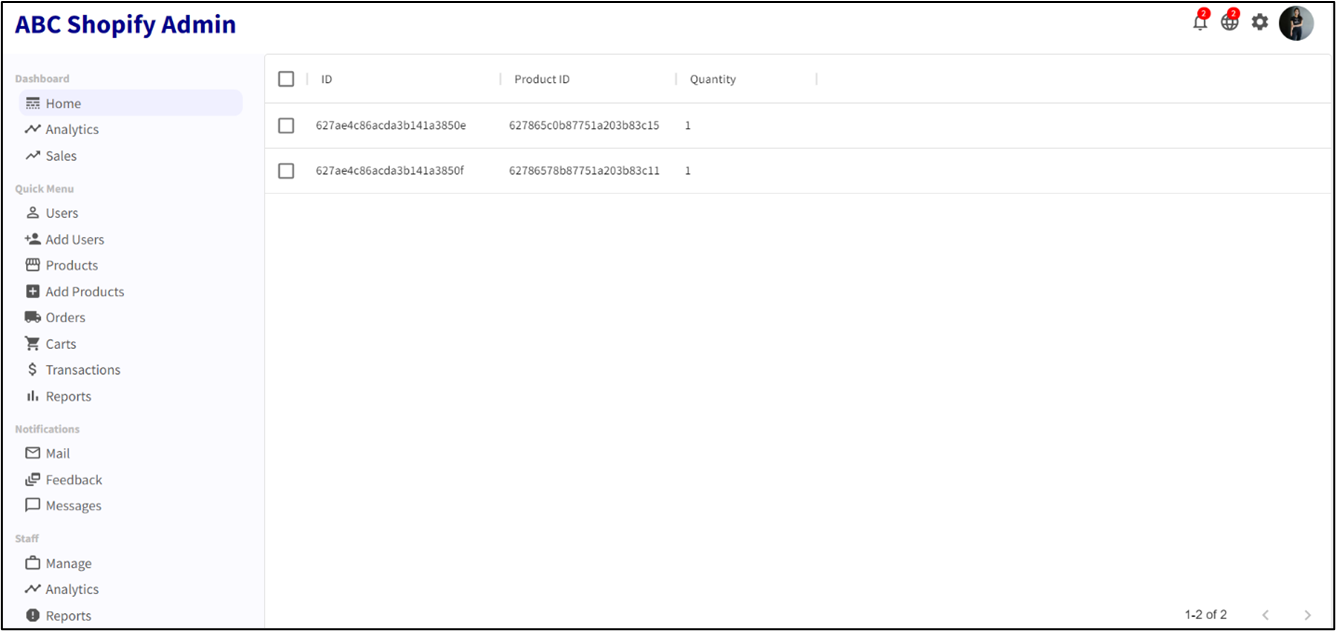 ABC Shopify Admin
2
2
Dashboard
Home
Analytics
Sales
Quick Menu
Users
Add Users
Products
Add Products
Orders
Carts
Transactions
Reports
Notifications
Mail
Feedback
Messages
Staff
Manage
Analytics
Reports
ID Product ID Quantity
627ae4c86acda3b141a3850e 627865c0b87751a203b83c15 1
627ae4c86acda3b141a3850f 62786578b87751a203b83c11 1
1-2 of 2